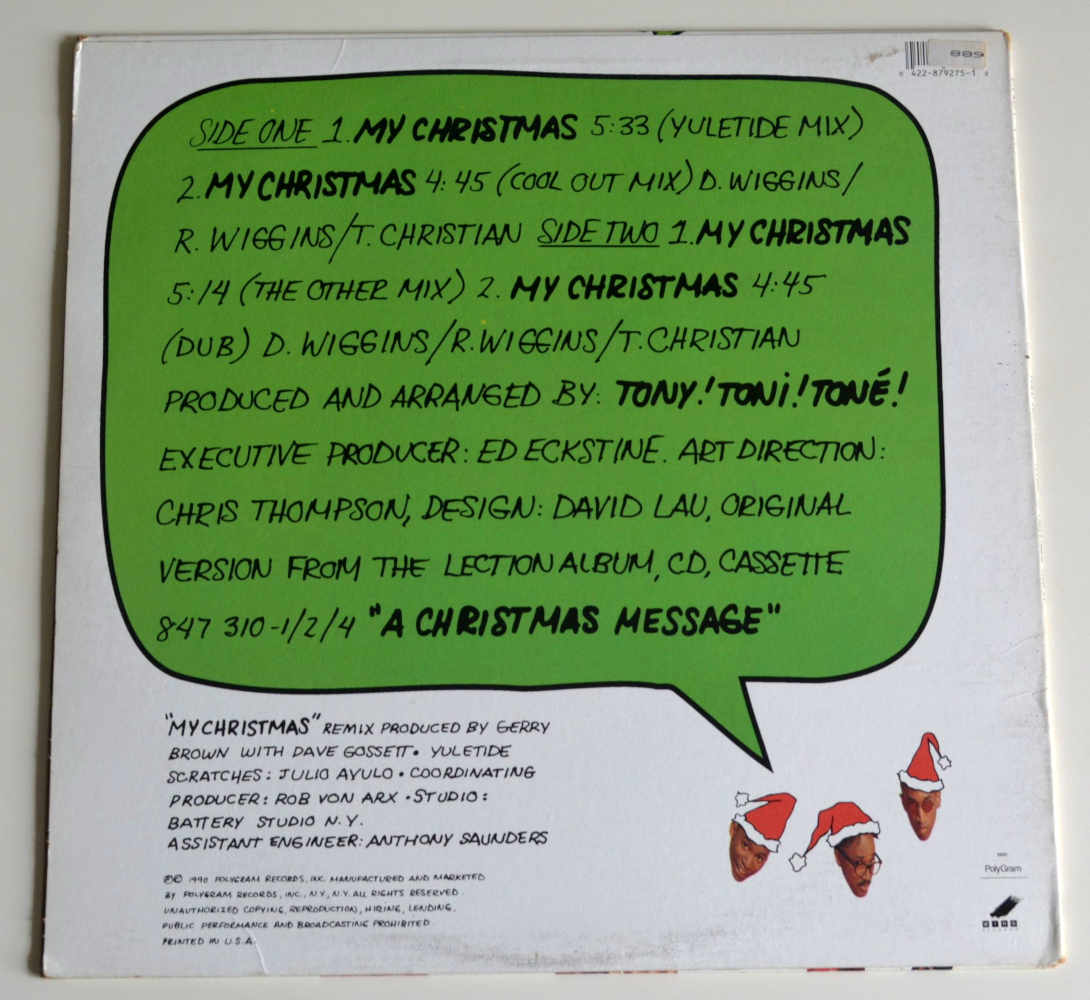 889
0 422-879275-1
SIDE ONE 1. MY CHRISTMAS 5:33 (YULETIDE MIX)
2. MY CHRISTMAS 4:45 (COOL OUT MIX) D. WIGGINS/
R. WIGGINS/T. CHRISTIAN SIDE TWO 1. MY CHRISTMAS
5:14 (THE OTHER MIX) 2. MY CHRISTMAS 4:45
(DUB) D. WIGGINS/R. WIGGINS/T. CHRISTIAN
PRODUCED AND ARRANGED BY: TONY! TONI! TONÉ!
EXECUTIVE PRODUCER: ED ECKSTINE. ART DIRECTION:
CHRIS THOMPSON, DESIGN: DAVID LAU, ORIGINAL
VERSION FROM THE LECTION ALBUM, CD, CASSETTE
847 310-1/2/4 "A CHRISTMAS MESSAGE"
"MY CHRISTMAS" REMIX PRODUCED BY GERRY
BROWN WITH DAVE GOSSETT • YULETIDE
SCRATCHES: JULIO AYULO • COORDINATING
PRODUCER: ROB VON ARX • STUDIO:
BATTERY STUDIO N.Y.
ASSISTANT ENGINEER: ANTHONY SAUNDERS
℗© 1990 POLYGRAM RECORDS, INC. MANUFACTURED AND MARKETED
BY POLYGRAM RECORDS, INC., N.Y., N.Y. ALL RIGHTS RESERVED.
UNAUTHORIZED COPYING, REPRODUCTION, HIRING, LENDING,
PUBLIC PERFORMANCE AND BROADCASTING PROHIBITED
PRINTED IN U.S.A.
PolyGram
wing